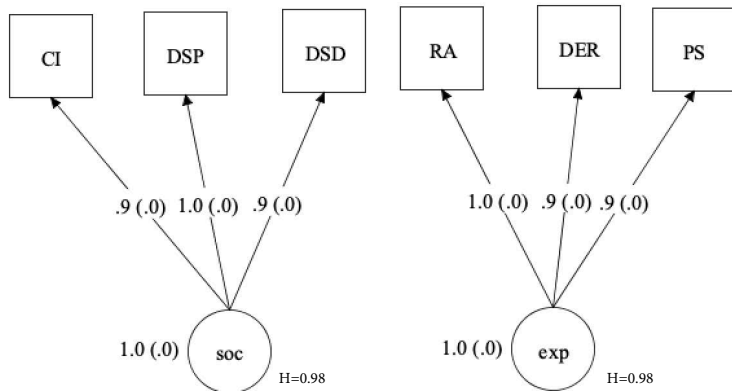 CI
DSP
DSD
RA
DER
PS
.9 (.0)
1.0 (.0)
.9 (.0)
1.0 (.0)
.9 (.0)
.9 (.0)
1.0 (.0)
soc
H=0.98
1.0 (.0)
exp
H=0.98